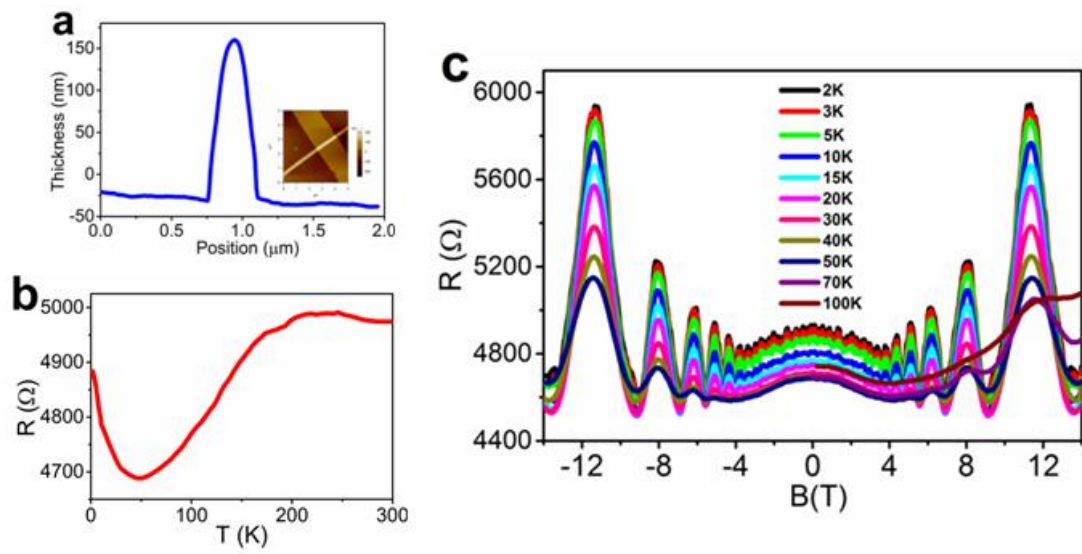 a
Thickness (nm)
150
100
50
0
-50
0.0 0.5 1.0 1.5 2.0
Position (μm)
b
R (Ω)
5000
4900
4800
4700
0 100 200 300
T (K)
c
R (Ω)
6000
5600
5200
4800
4400
2K
3K
5K
10K
15K
20K
30K
40K
50K
70K
100K
-12 -8 -4 0 4 8 12
B(T)